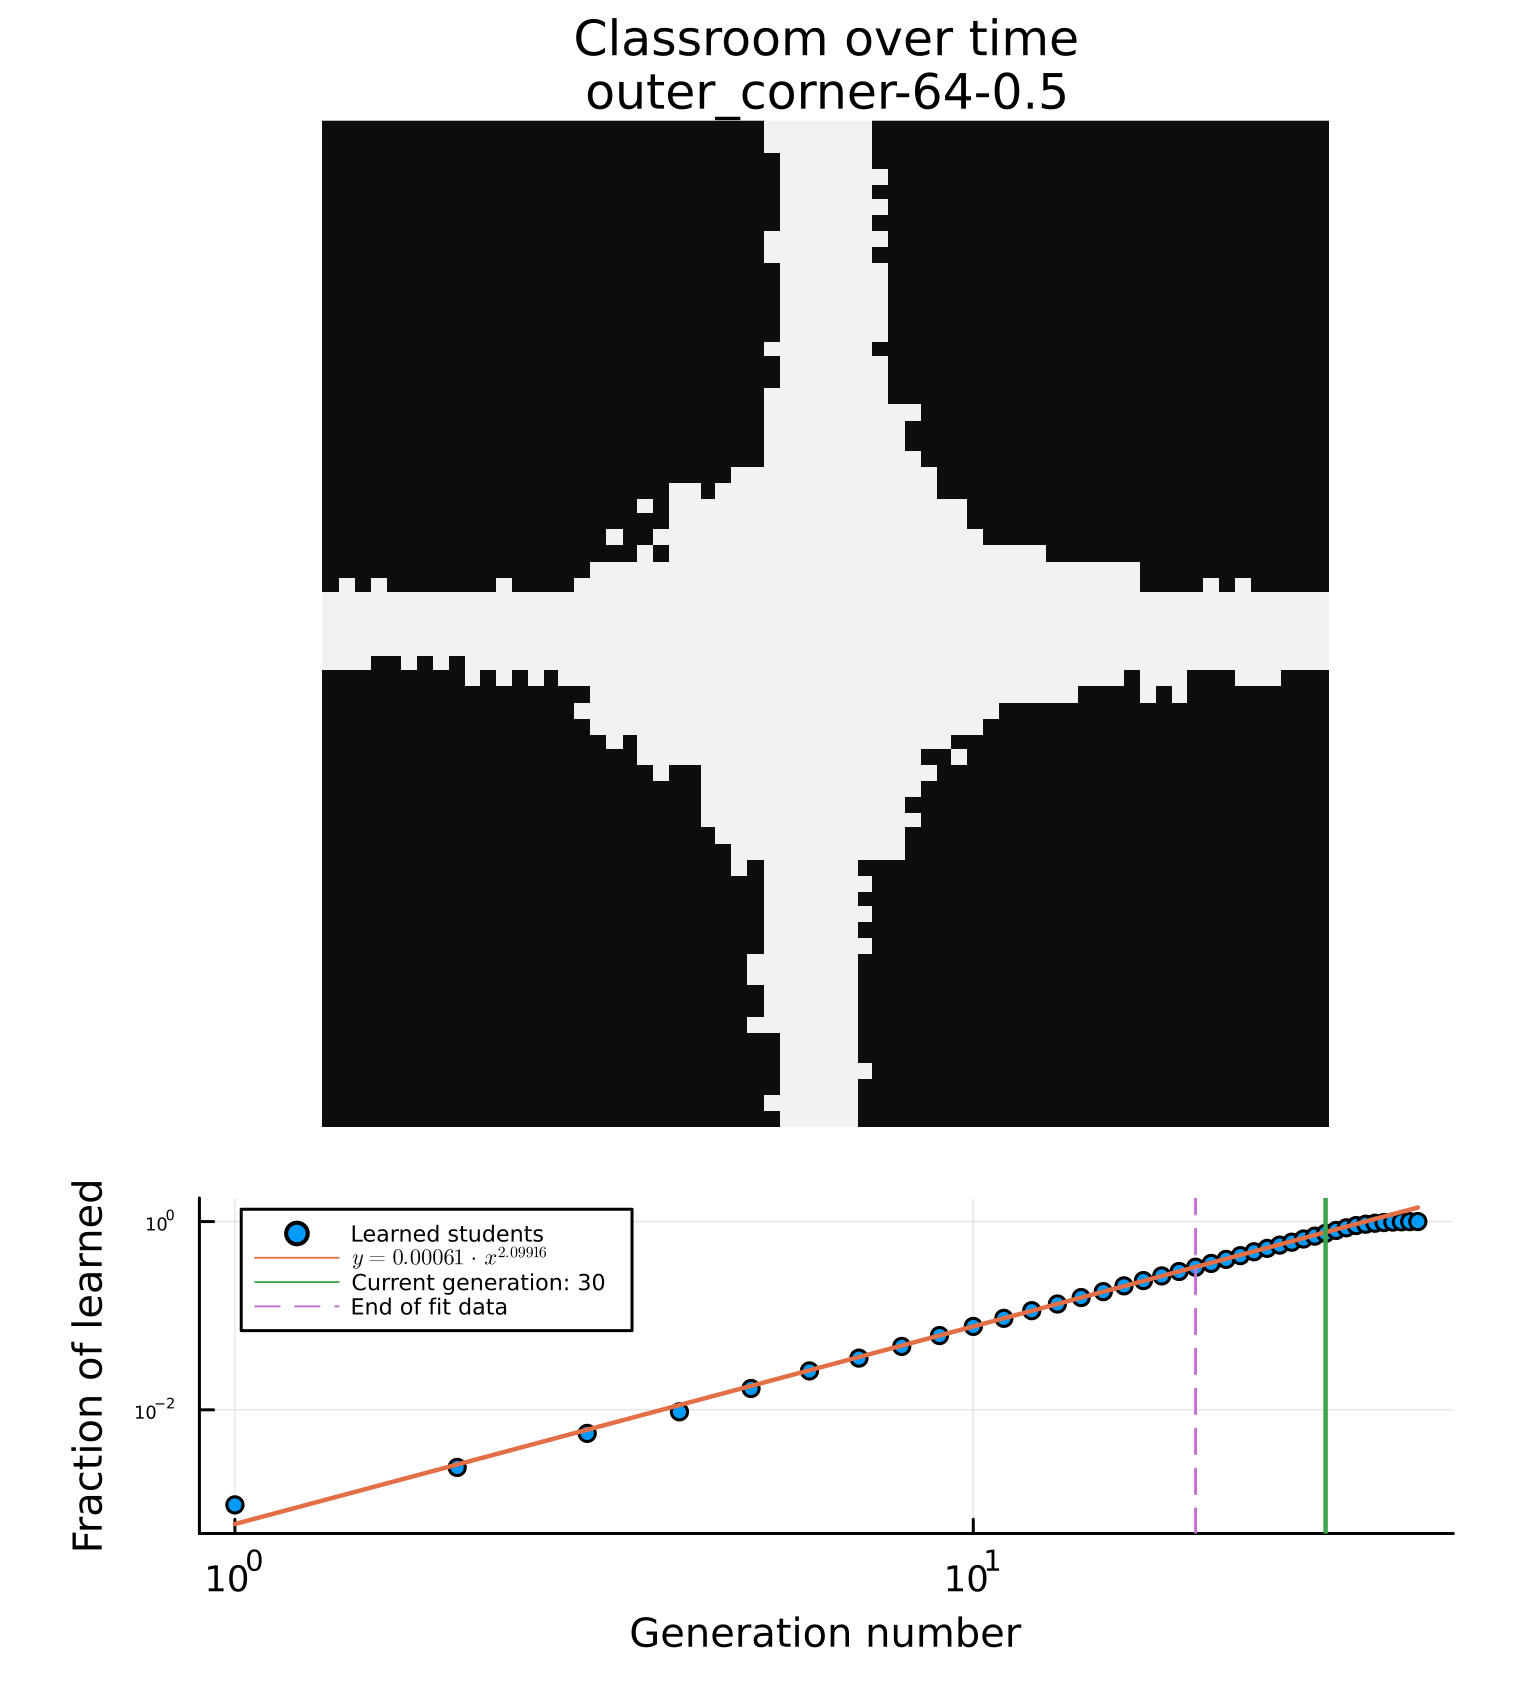 Classroom over time
outer_corner-64-0.5
Fraction of learned
10^0
10^−2
Learned students
y = 0.00061 · x^2.09916
Current generation: 30
End of fit data
10^0
10^1
Generation number